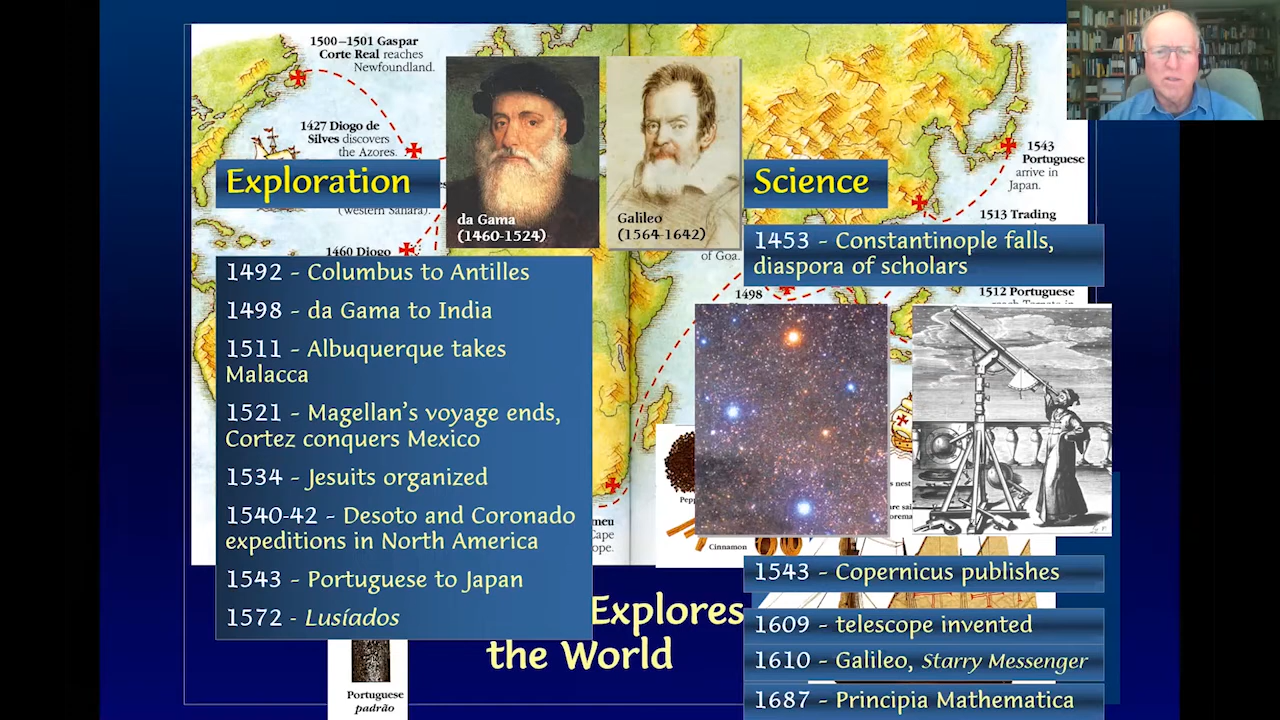 1500–1501 Gaspar
Corte Real reaches
Newfoundland.
1427 Diogo de
Silves discovers
the Azores.
Exploration
(Western Sahara).
1460 Diogo
da Gama
(1460-1524)
Galileo
(1564-1642)
Science
1543
Portuguese
arrive in
Japan.
1513 Trading
1453 - Constantinople falls,
diaspora of scholars
of Goa.
1498
1512 Portuguese
1492 - Columbus to Antilles
1498 - da Gama to India
1511 - Albuquerque takes
Malacca
1521 - Magellan's voyage ends,
Cortez conquers Mexico
1534 - Jesuits organized
1540-42 - Desoto and Coronado
expeditions in North America
1543 - Portuguese to Japan
1572 - Lusíados
Cinnamon
Explores
the World
1543 - Copernicus publishes
1609 - telescope invented
1610 - Galileo, Starry Messenger
1687 - Principia Mathematica
Portuguese
padrão